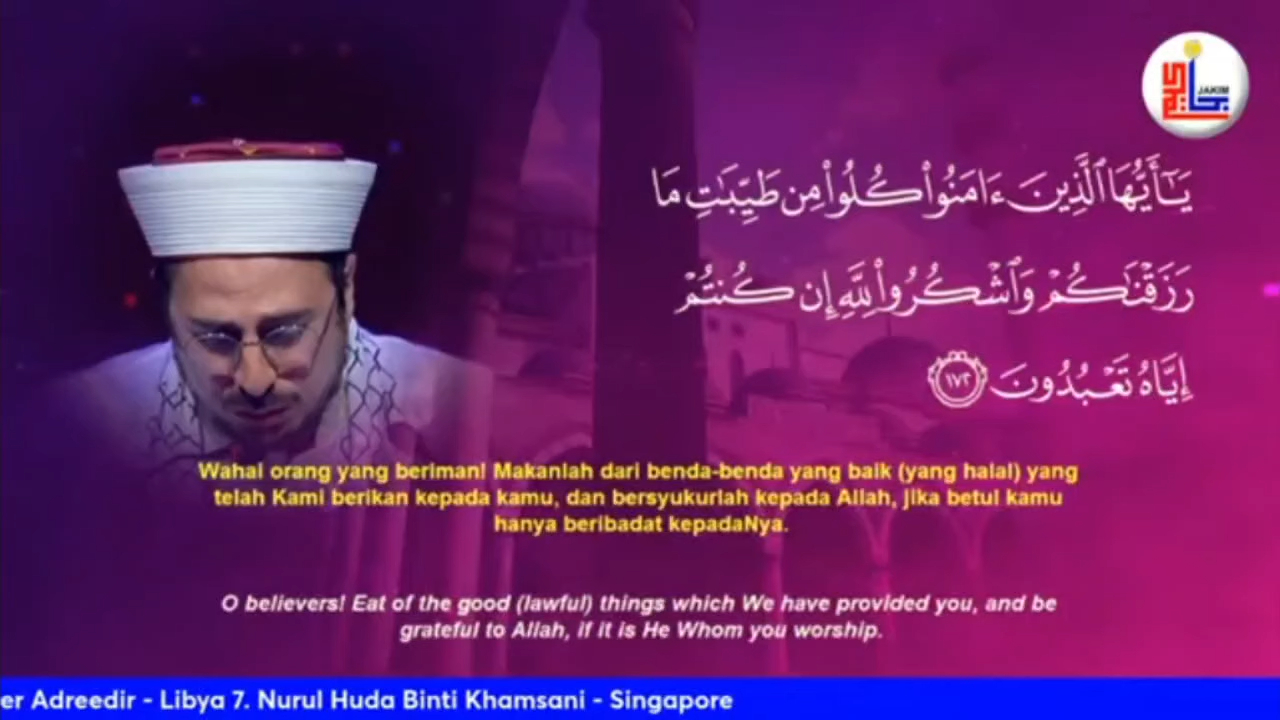 JAKIM
يَـٰٓأَيُّهَا ٱلَّذِينَ ءَامَنُوا۟ كُلُوا۟ مِن طَيِّبَـٰتِ مَا
رَزَقْنَـٰكُمْ وَٱشْكُرُوا۟ لِلَّهِ إِن كُنتُمْ
إِيَّاهُ تَعْبُدُونَ ١٧٢
Wahai orang yang beriman! Makanlah dari benda-benda yang baik (yang halal) yang
telah Kami berikan kepada kamu, dan bersyukurlah kepada Allah, jika betul kamu
hanya beribadat kepadaNya.
O believers! Eat of the good (lawful) things which We have provided you, and be
grateful to Allah, if it is He Whom you worship.
er Adreedir - Libya 7. Nurul Huda Binti Khamsani - Singapore